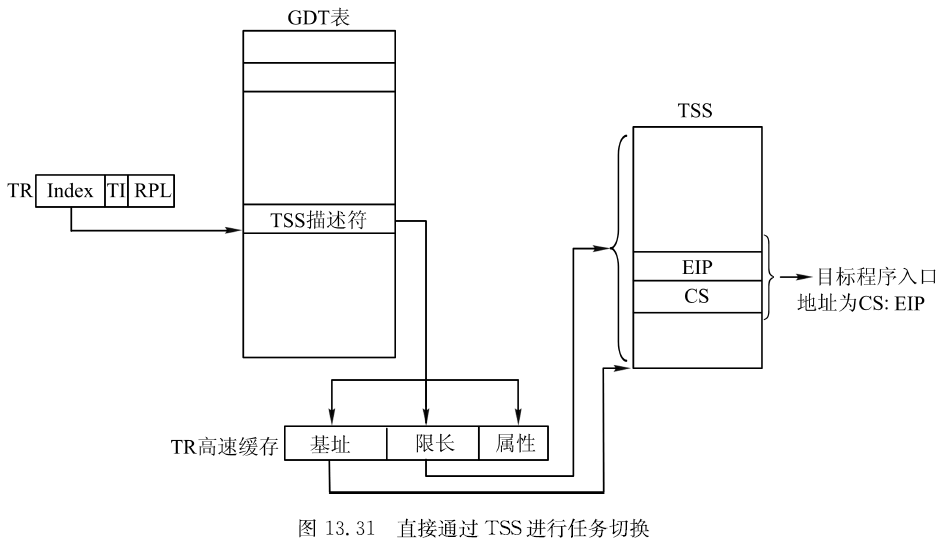 GDT表
TSS
TR Index TI RPL
TSS描述符
EIP
CS
目标程序入口
地址为CS: EIP
TR高速缓存 基址 限长 属性
图 13.31 直接通过 TSS 进行任务切换